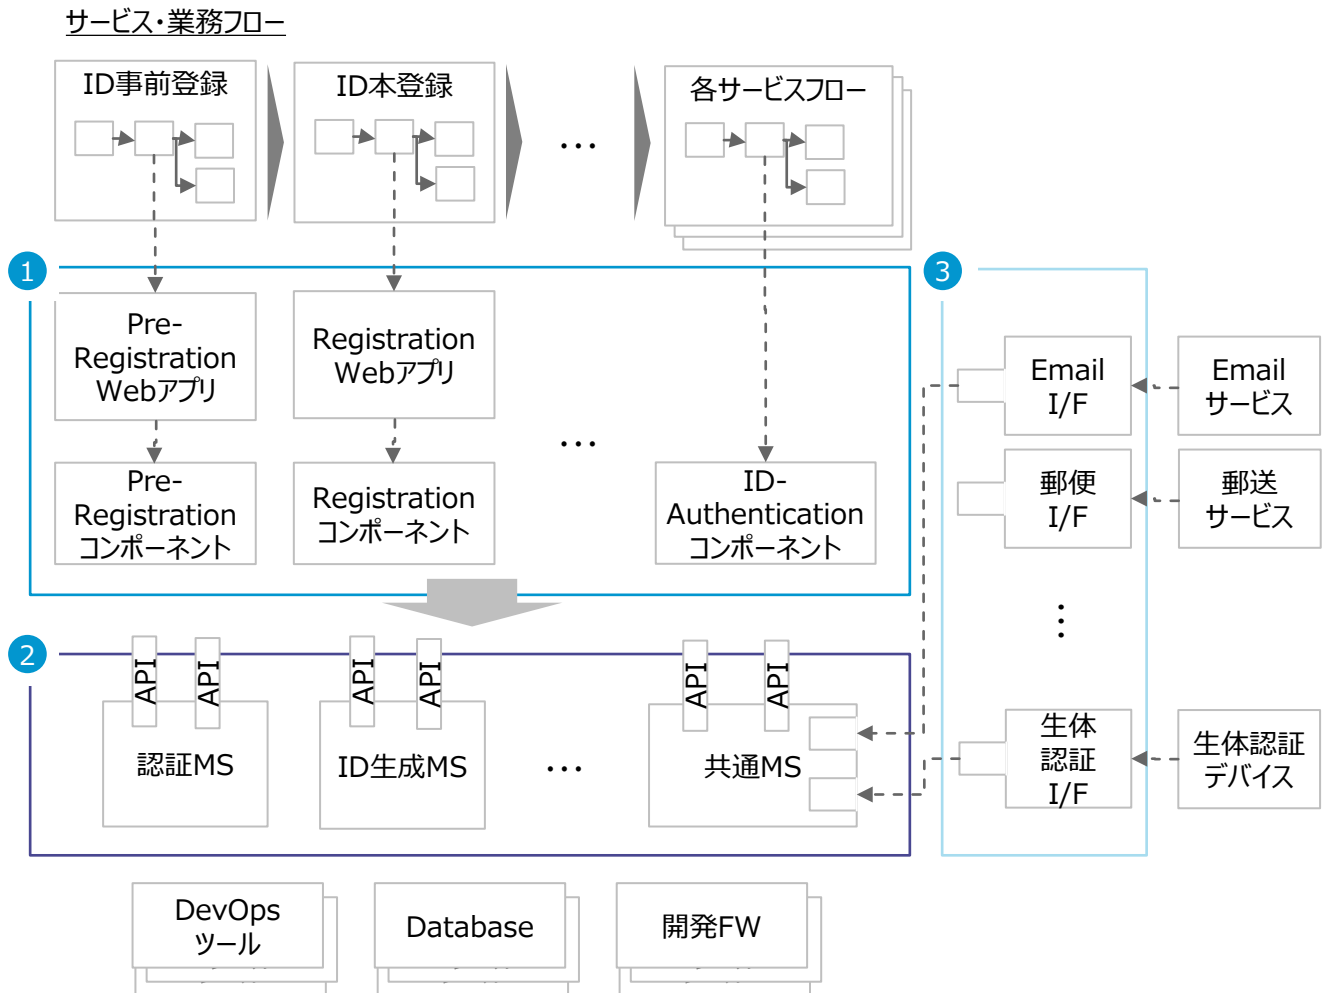 サービス・業務フロー
ID事前登録
ID本登録
…
各サービスフロー
1
Pre-
Registration
Webアプリ
Registration
Webアプリ
Pre-
Registration
コンポーネント
Registration
コンポーネント
…
ID-
Authentication
コンポーネント
2
API
API
認証MS
API
API
ID生成MS
…
API
API
共通MS
3
Email
I/F
Email
サービス
郵便
I/F
郵送
サービス
…
生体
認証
I/F
生体認証
デバイス
DevOps
ツール
Database
開発FW